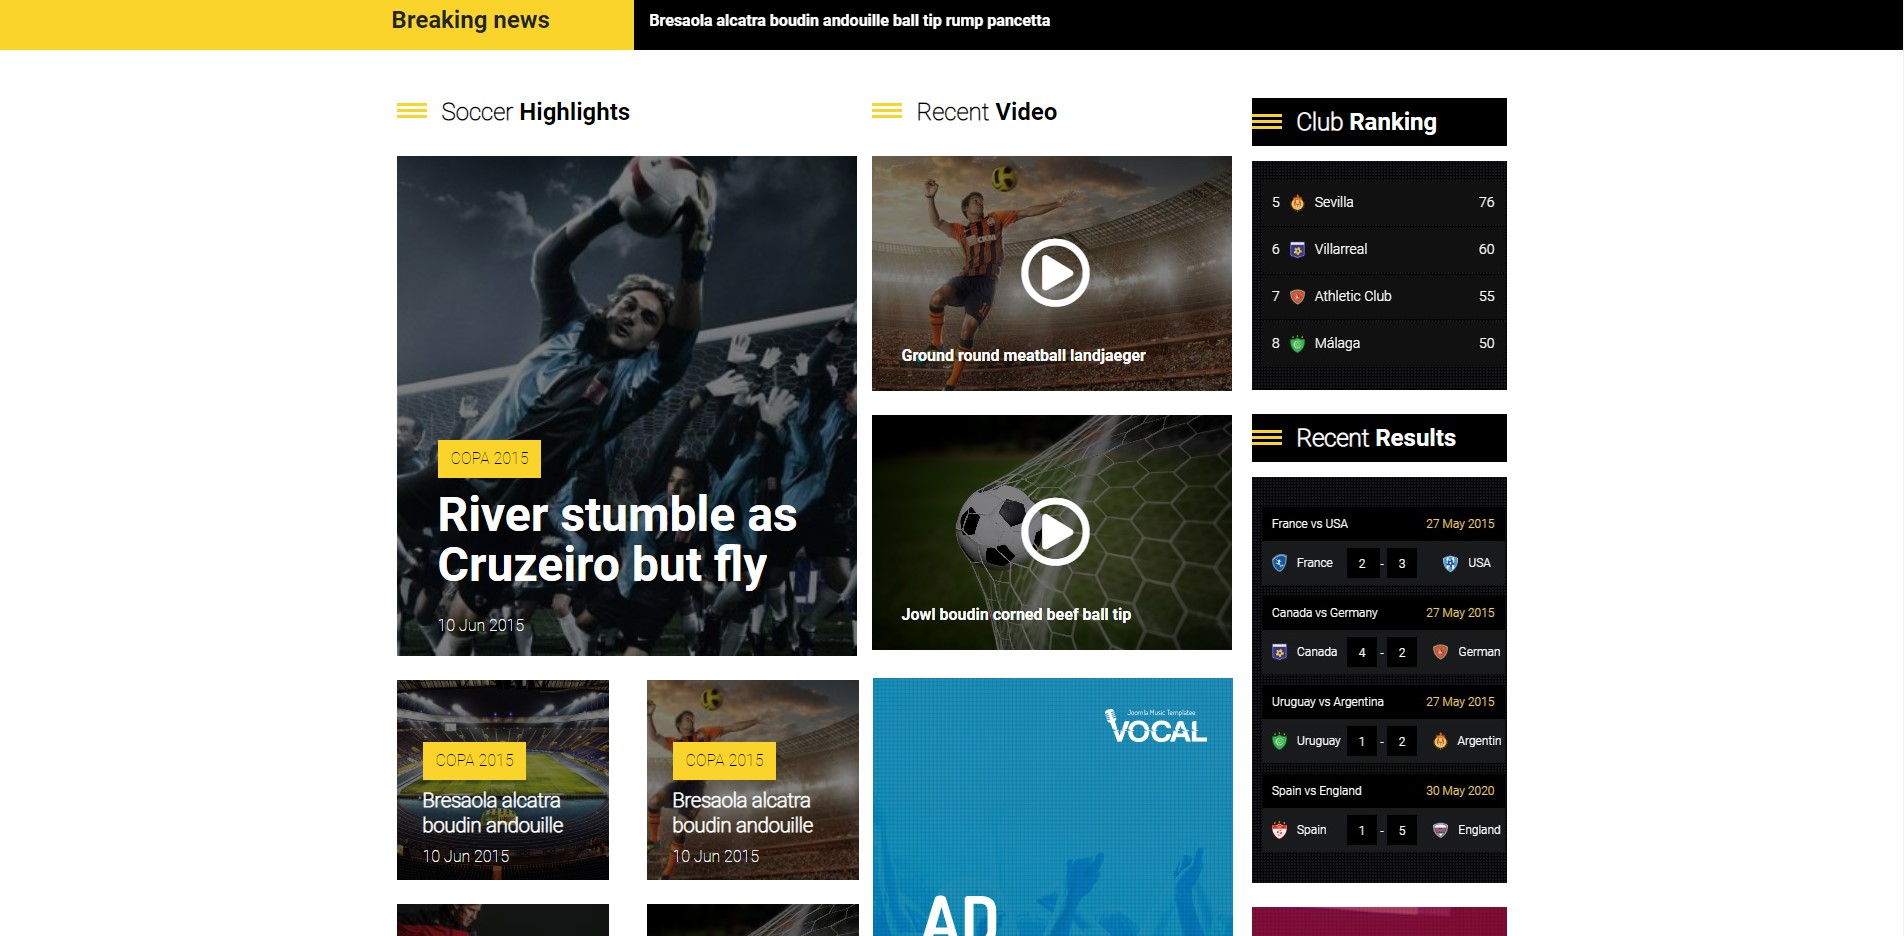 Breaking news
Bresaola alcatra boudin andouille ball tip rump pancetta
Soccer Highlights
COPA 2015
River stumble as
Cruzeiro but fly
10 Jun 2015
COPA 2015
Bresaola alcatra
boudin andouille
10 Jun 2015
COPA 2015
Bresaola alcatra
boudin andouille
10 Jun 2015
Recent Video
Ground round meatball landjaeger
Jowl boudin corned beef ball tip
Joomla Music Templates
VOCAL
AD
Club Ranking
5 Sevilla 76
6 Villarreal 60
7 Athletic Club 55
8 Málaga 50
Recent Results
France vs USA 27 May 2015
France 2 - 3 USA
Canada vs Germany 27 May 2015
Canada 4 - 2 German
Uruguay vs Argentina 27 May 2015
Uruguay 1 - 2 Argentin
Spain vs England 30 May 2020
Spain 1 - 5 England